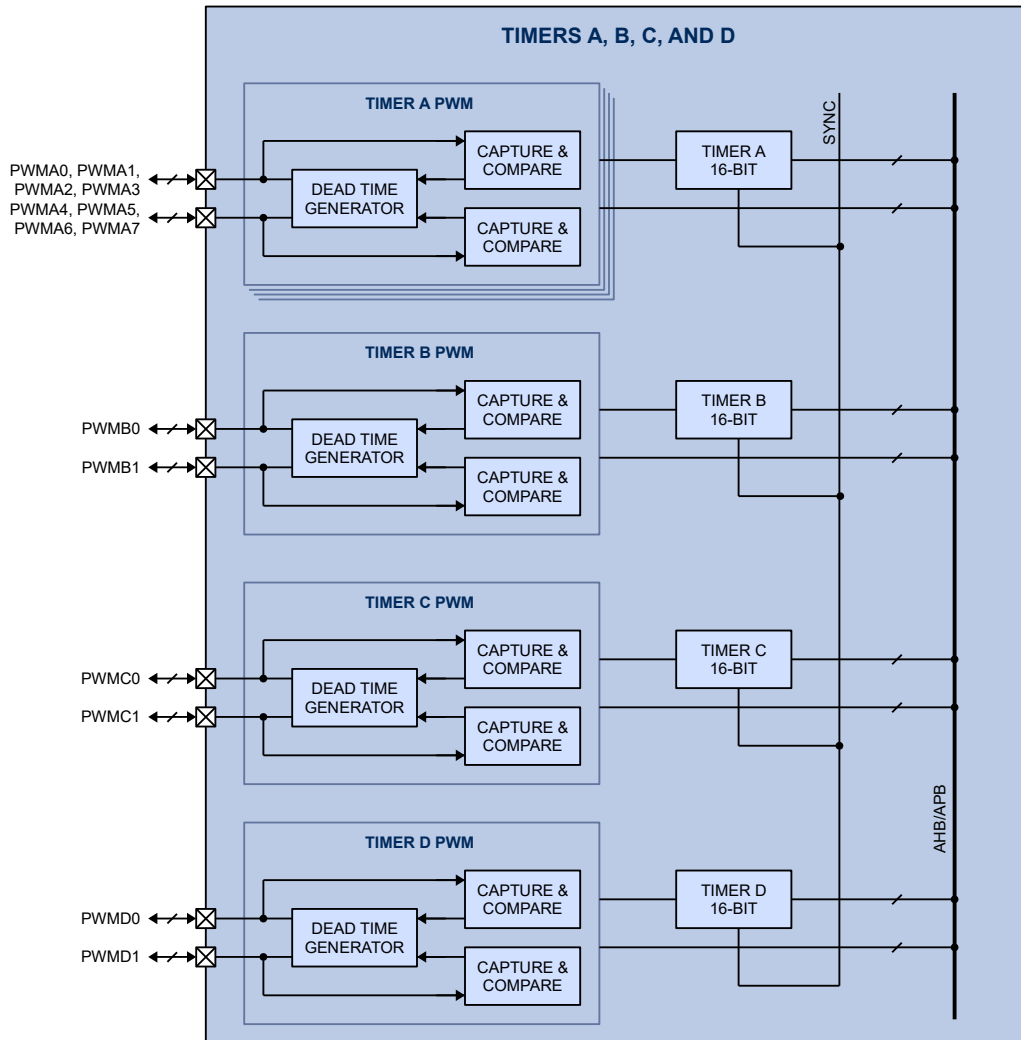 TIMERS A, B, C, AND D
TIMER A PWM
SYNC
CAPTURE &
COMPARE
TIMER A
16-BIT
PWMA0, PWMA1,
PWMA2, PWMA3
DEAD TIME
GENERATOR
PWMA4, PWMA5,
PWMA6, PWMA7
CAPTURE &
COMPARE
TIMER B PWM
CAPTURE &
COMPARE
TIMER B
16-BIT
PWMB0
DEAD TIME
GENERATOR
PWMB1
CAPTURE &
COMPARE
TIMER C PWM
CAPTURE &
COMPARE
TIMER C
16-BIT
PWMC0
DEAD TIME
GENERATOR
PWMC1
CAPTURE &
COMPARE
AHB/APB
TIMER D PWM
CAPTURE &
COMPARE
TIMER D
16-BIT
PWMD0
DEAD TIME
GENERATOR
PWMD1
CAPTURE &
COMPARE